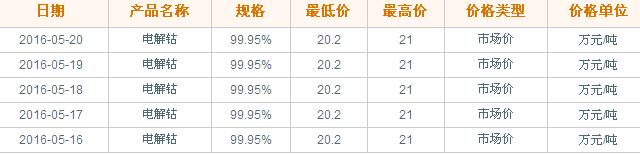 日期 产品名称 规格 最低价 最高价 价格类型 价格单位
2016-05-20 电解钴 99.95% 20.2 21 市场价 万元/吨
2016-05-19 电解钴 99.95% 20.2 21 市场价 万元/吨
2016-05-18 电解钴 99.95% 20.2 21 市场价 万元/吨
2016-05-17 电解钴 99.95% 20.2 21 市场价 万元/吨
2016-05-16 电解钴 99.95% 20.2 21 市场价 万元/吨